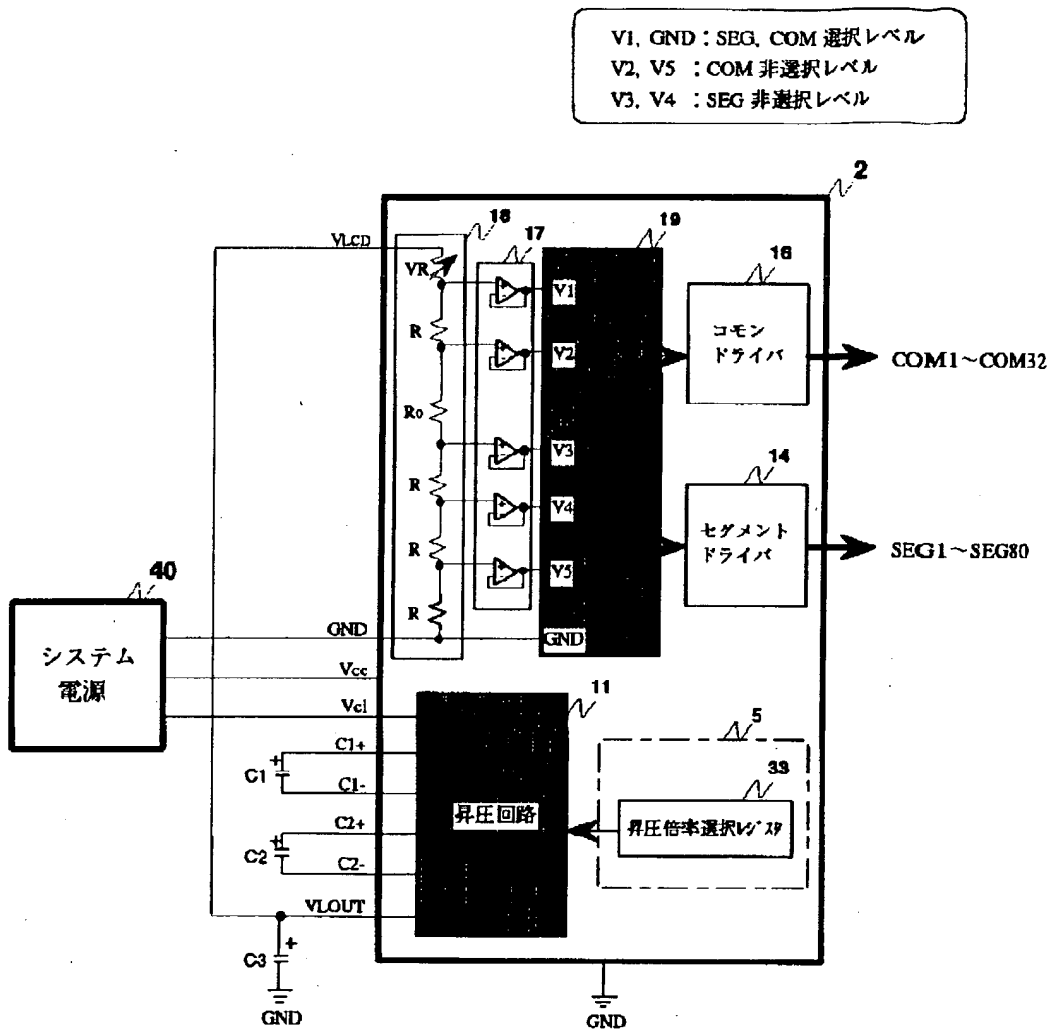 V1, GND : SEG, COM 選択レベル
V2, V5 : COM 非選択レベル
V3, V4 : SEG 非選択レベル
2
18
17
19
VLCD
VR
V1
16
コモン
ドライバ
R
V2
COM1～COM32
Ro
V3
14
R
V4
セグメント
ドライバ
SEG1～SEG80
R
V5
40
R
GND
GND
システム
電源
Vcc
Vci
11
5
C1+
C1
C1-
33
昇圧回路
昇圧倍率選択レジスタ
C2+
C2
C2-
VLOUT
+
C3
GND
GND